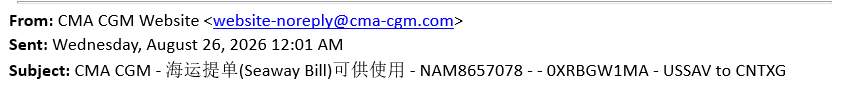 From: CMA CGM Website <website-noreply@cma-cgm.com>
Sent: Wednesday, August 26, 2026 12:01 AM
Subject: CMA CGM - 海运提单(Seaway Bill)可供使用 - NAM8657078 - - 0XRBGW1MA - USSAV to CNTXG